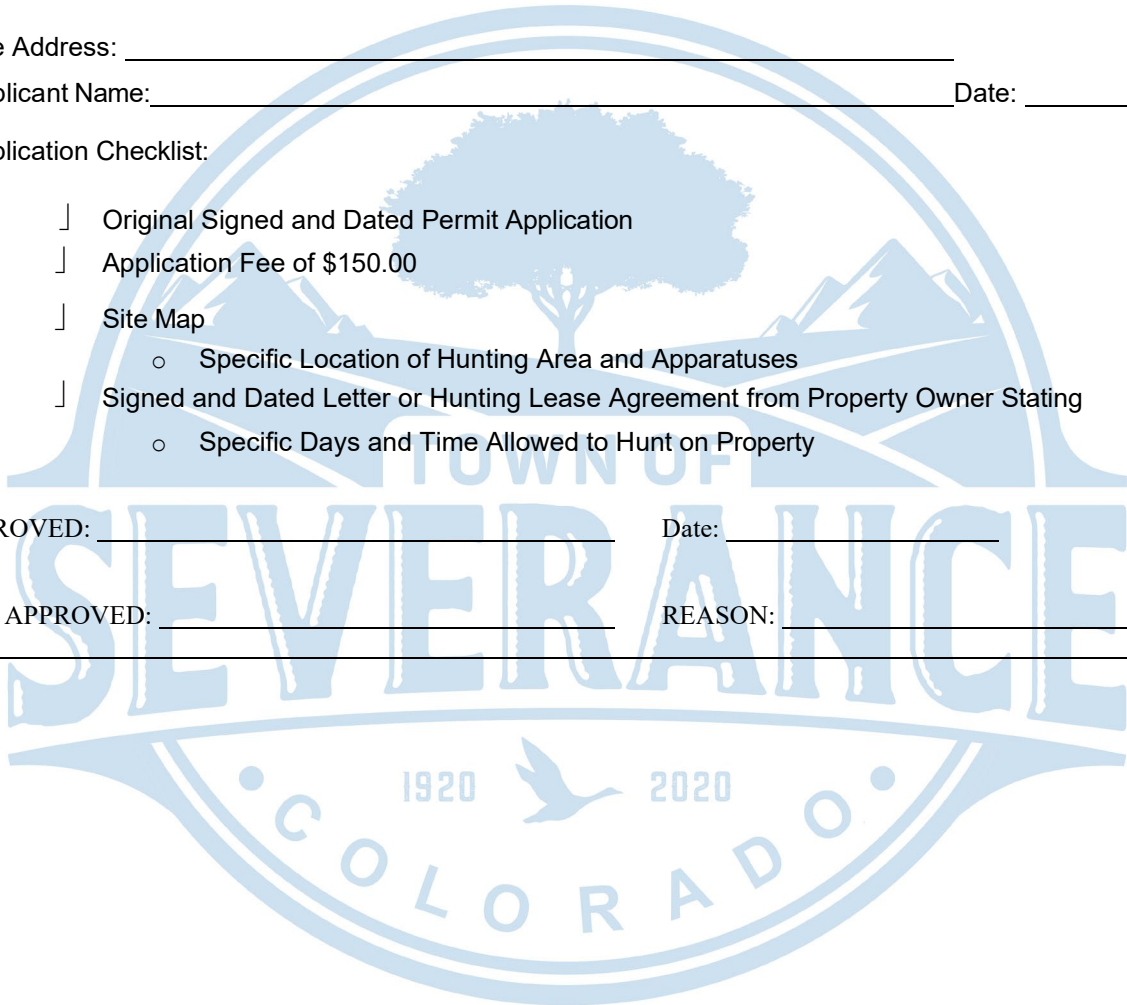 e Address:
plicant Name: Date:
plication Checklist:
Original Signed and Dated Permit Application
Application Fee of $150.00
Site Map
o Specific Location of Hunting Area and Apparatuses
Signed and Dated Letter or Hunting Lease Agreement from Property Owner Stating
o Specific Days and Time Allowed to Hunt on Property
TOWN OF
SEVERANCE
ROVED: Date:
APPROVED: REASON:
1920 2020
COLORADO